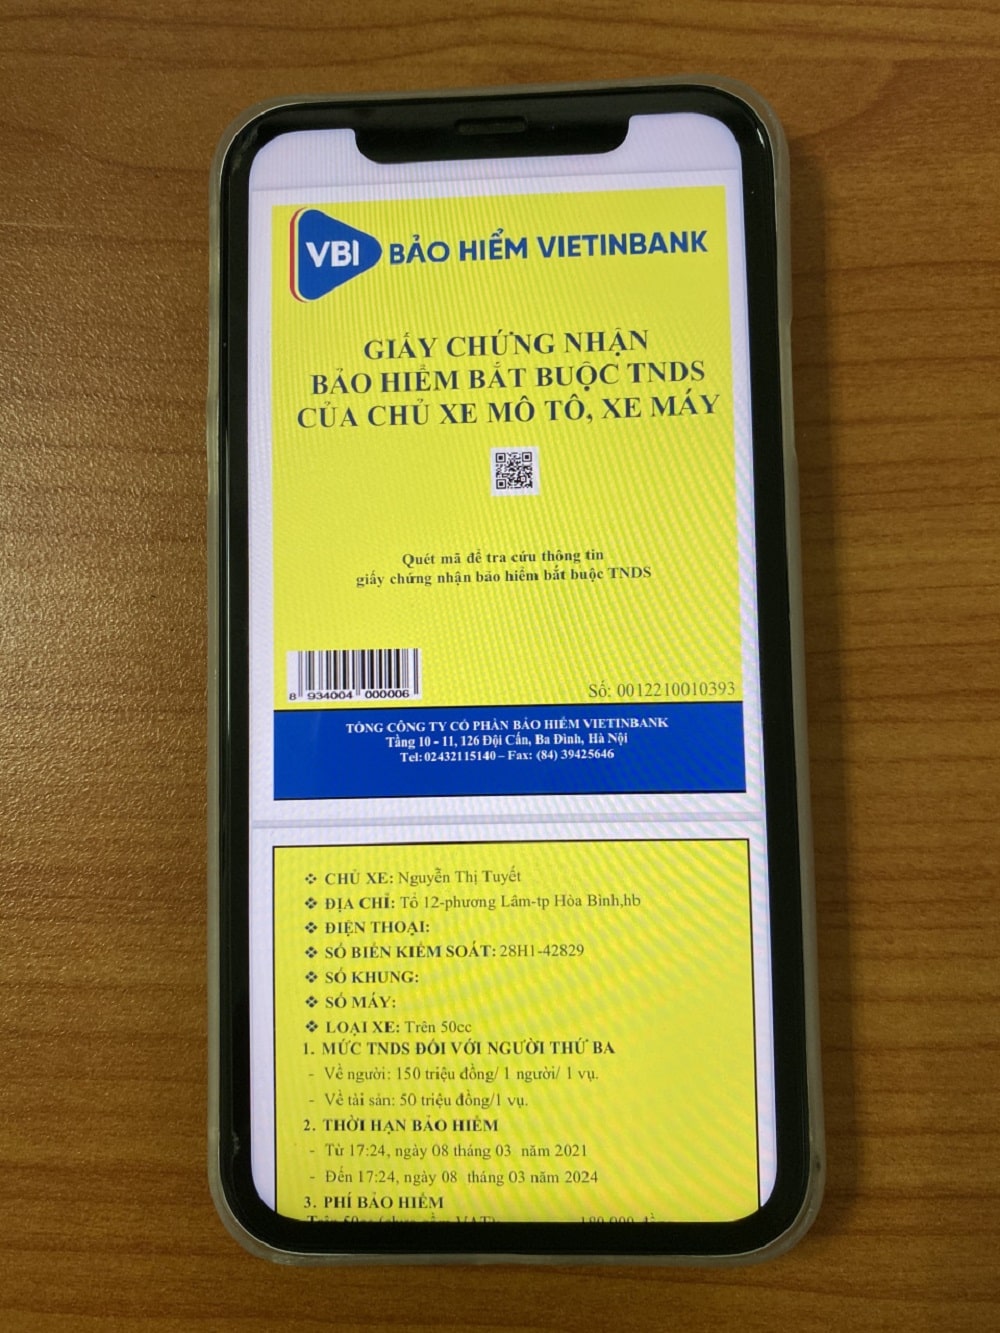 VBI BẢO HIỂM VIETINBANK
GIẤY CHỨNG NHẬN
BẢO HIỂM BẮT BUỘC TNDS
CỦA CHỦ XE MÔ TÔ, XE MÁY
Quét mã để tra cứu thông tin
giấy chứng nhận bảo hiểm bắt buộc TNDS
8 934004 000006
Số: 0012210010393
TỔNG CÔNG TY CỔ PHẦN BẢO HIỂM VIETINBANK
Tầng 10 - 11, 126 Đội Cấn, Ba Đình, Hà Nội
Tel: 02432115140 – Fax: (84) 39425646
❖ CHỦ XE: Nguyễn Thị Tuyết
❖ ĐỊA CHỈ: Tổ 12-phương Lâm-tp Hòa Bình,hb
❖ ĐIỆN THOẠI:
❖ SỐ BIỂN KIỂM SOÁT: 28H1-42829
❖ SỐ KHUNG:
❖ SỐ MÁY:
❖ LOẠI XE: Trên 50cc
1. MỨC TNDS ĐỐI VỚI NGƯỜI THỨ BA
- Về người: 150 triệu đồng/ 1 người/ 1 vụ.
- Về tài sản: 50 triệu đồng/1 vụ.
2. THỜI HẠN BẢO HIỂM
- Từ 17:24, ngày 08 tháng 03 năm 2021
- Đến 17:24, ngày 08 tháng 03 năm 2024
3. PHÍ BẢO HIỂM